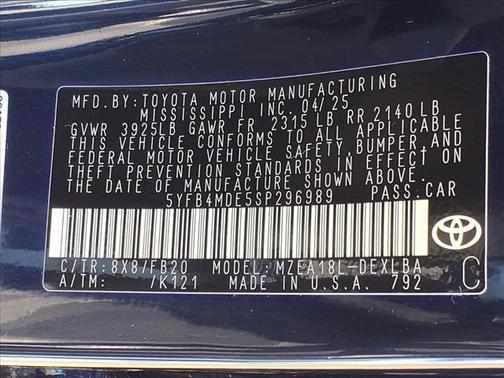 MFD.BY: TOYOTA MOTOR MANUFACTURING
MISSISSIPPI INC. 04/25
GVWR 3925LB GAWR FR 2315 LB RR 2140 LB
THIS VEHICLE CONFORMS TO ALL APPLICABLE
FEDERAL MOTOR VEHICLE SAFETY, BUMPER AND
THEFT PREVENTION STANDARDS IN EFFECT ON
THE DATE OF MANUFACTURE SHOWN ABOVE.
5YFB4MDE5SP296989 PASS.CAR
C/TR: 8X8/FB20 MODEL: MZEA18L-DEXLBA
A/TM: /K121 MADE IN U.S.A. 792 C